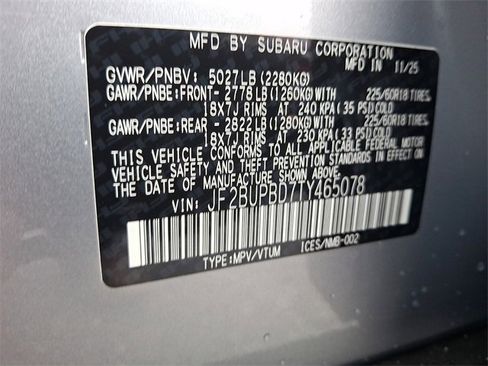 MFD BY SUBARU CORPORATION
MFD IN 11/25
GVWR/PNBV: 5027LB(2280KG)
GAWR/PNBE:FRONT- 2778LB(1260KG)WITH 225/60R18 TIRES,
18X7J RIMS AT 240 KPA(35 PSI)COLD
GAWR/PNBE:REAR - 2822LB(1280KG)WITH 225/60R18 TIRES,
18X7J RIMS AT 230 KPA(33 PSI)COLD
THIS VEHICLE CONFORMS TO ALL APPLICABLE FEDERAL MOTOR
VEHICLE SAFETY AND THEFT PREVENTION STANDARDS IN
EFFECT ON THE DATE OF MANUFACTURE SHOWN ABOVE.
VIN: JF2BUPBD7TY465078
TYPE:MPV/VTUM ICES/NMB-002